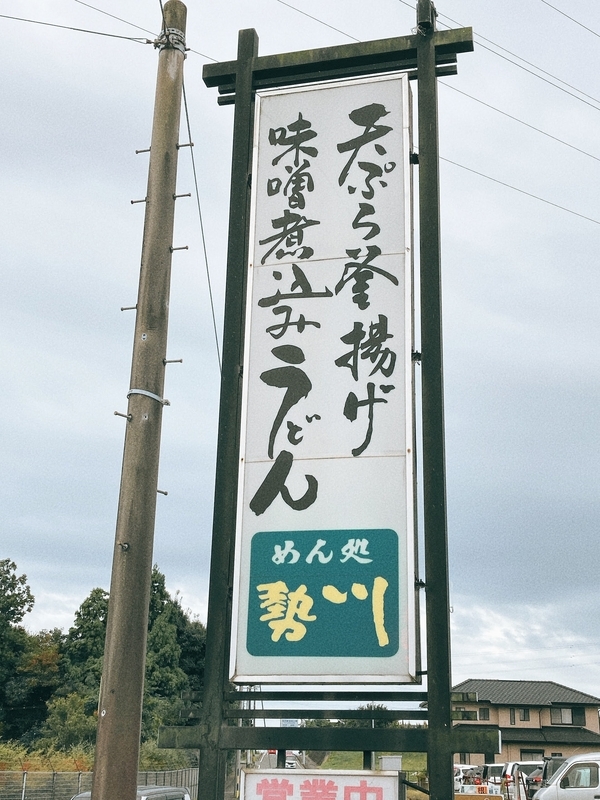 天ぷら釜揚げ
味噌煮込みうどん
めん処
勢川
営業中